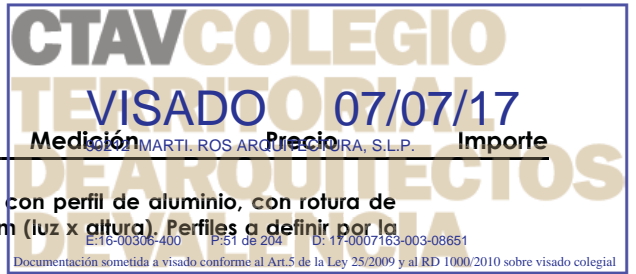 CTAVCOLEGIO
TERRITORIAL
VISADO 07/07/17
Medición Precio Importe
90212 MARTI. ROS ARQUITECTURA, S.L.P.
DEARQUITECTOS
con perfil de aluminio, con rotura de
(luz x altura). Perfiles a definir por la
DEVALENCIA
E:16-00306-400 P:51 de 204 D: 17-0007163-003-08651
Documentación sometida a visado conforme al Art.5 de la Ley 25/2009 y al RD 1000/2010 sobre visado colegial